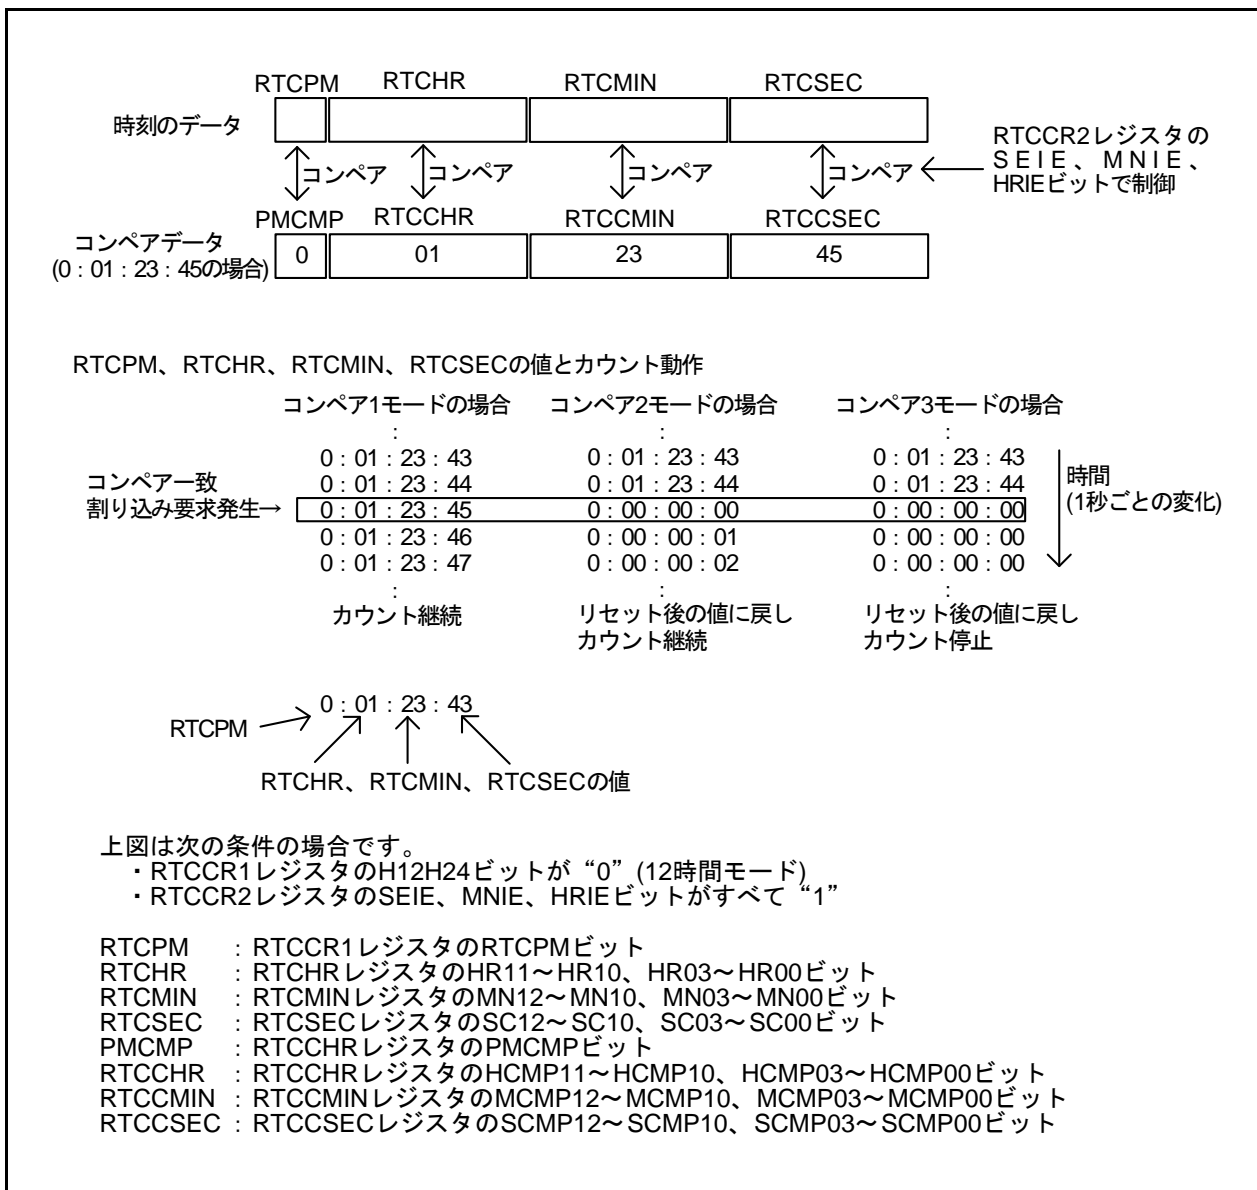 RTCPM RTCHR RTCMIN RTCSEC
時刻のデータ
コンペア コンペア コンペア コンペア
RTCCR2レジスタの
SEIE、MNIE、
HRIEビットで制御
PMCMP RTCCHR RTCCMIN RTCCSEC
コンペアデータ
(0 : 01 : 23 : 45の場合)
0 01 23 45
RTCPM、RTCHR、RTCMIN、RTCSECの値とカウント動作
コンペア1モードの場合 コンペア2モードの場合 コンペア3モードの場合
: : :
0 : 01 : 23 : 43 0 : 01 : 23 : 43 0 : 01 : 23 : 43
0 : 01 : 23 : 44 0 : 01 : 23 : 44 0 : 01 : 23 : 44
コンペア一致
割り込み要求発生→
0 : 01 : 23 : 45 0 : 00 : 00 : 00 0 : 00 : 00 : 00
0 : 01 : 23 : 46 0 : 00 : 00 : 01 0 : 00 : 00 : 00
0 : 01 : 23 : 47 0 : 00 : 00 : 02 0 : 00 : 00 : 00
: : :
時間
(1秒ごとの変化)
カウント継続 リセット後の値に戻し リセット後の値に戻し
カウント継続 カウント停止
0 : 01 : 23 : 43
RTCPM
RTCHR、RTCMIN、RTCSECの値
上図は次の条件の場合です。
・RTCCR1レジスタのH12H24ビットが“0”(12時間モード)
・RTCCR2レジスタのSEIE、MNIE、HRIEビットがすべて“1”
RTCPM : RTCCR1レジスタのRTCPMビット
RTCHR : RTCHRレジスタのHR11~HR10、HR03~HR00ビット
RTCMIN : RTCMINレジスタのMN12~MN10、MN03~MN00ビット
RTCSEC : RTCSECレジスタのSC12~SC10、SC03~SC00ビット
PMCMP : RTCCHRレジスタのPMCMPビット
RTCCHR : RTCCHRレジスタのHCMP11~HCMP10、HCMP03~HCMP00ビット
RTCCMIN : RTCCMINレジスタのMCMP12~MCMP10、MCMP03~MCMP00ビット
RTCCSEC : RTCCSECレジスタのSCMP12~SCMP10、SCMP03~SCMP00ビット